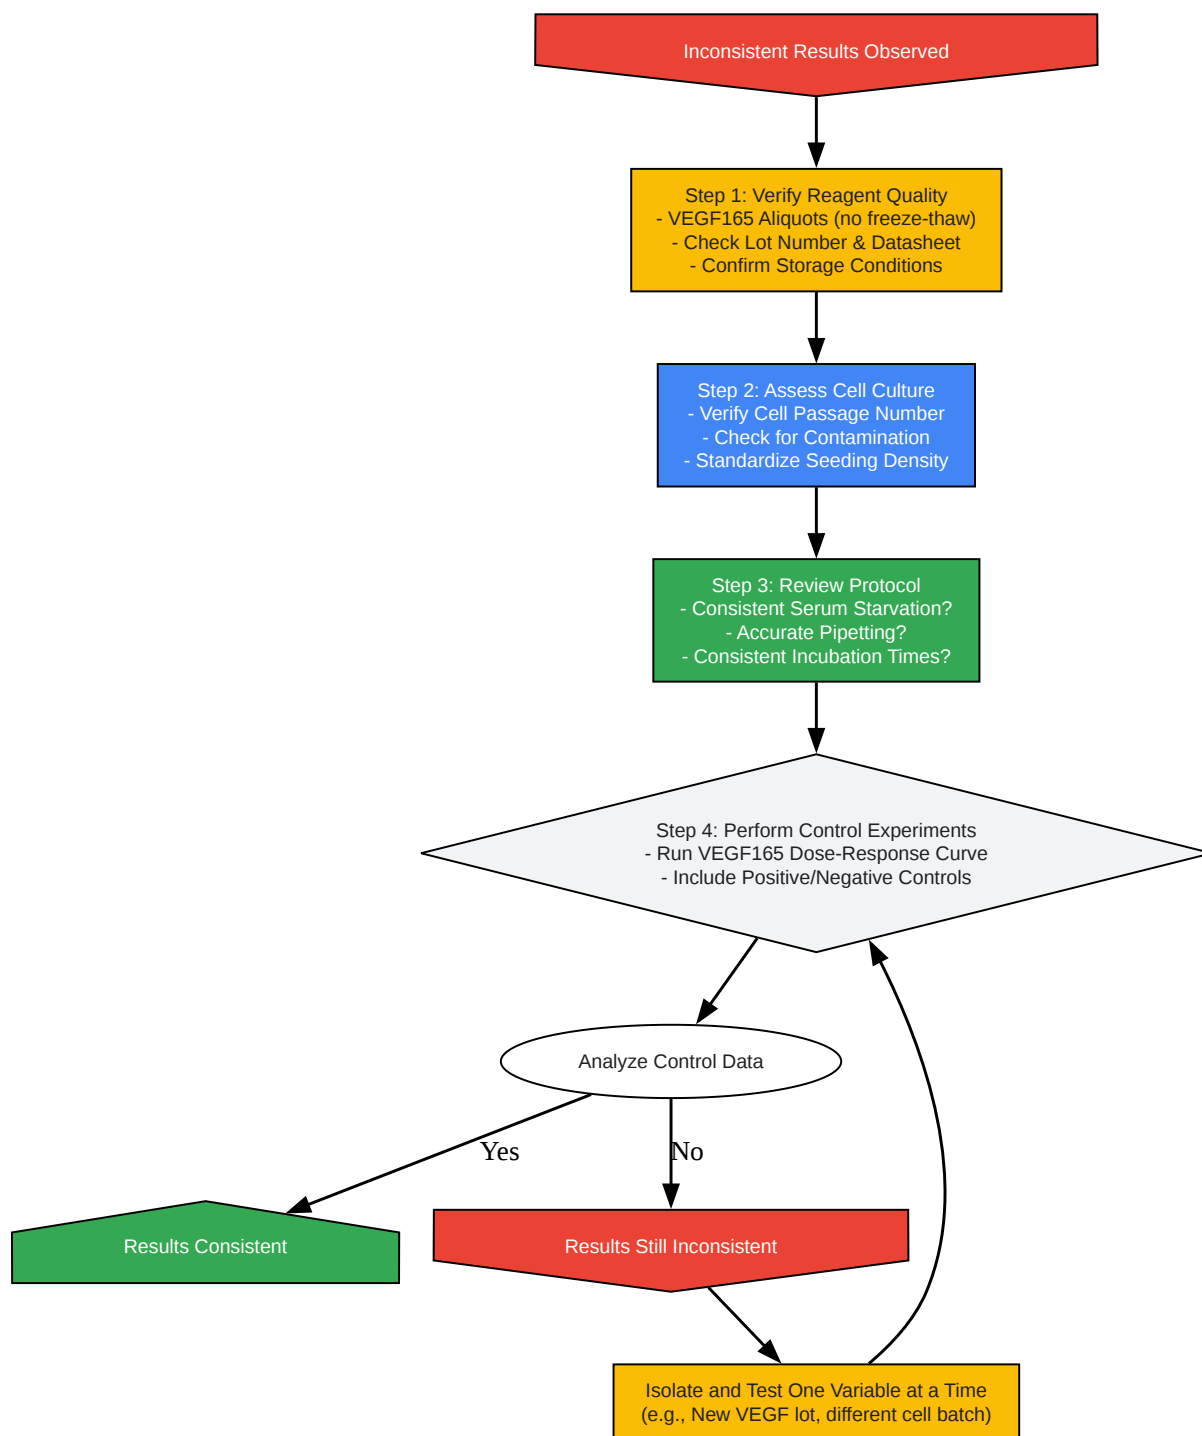 Inconsistent Results Observed
Step 1: Verify Reagent Quality
- VEGF165 Aliquots (no freeze-thaw)
- Check Lot Number & Datasheet
- Confirm Storage Conditions
Step 2: Assess Cell Culture
- Verify Cell Passage Number
- Check for Contamination
- Standardize Seeding Density
Step 3: Review Protocol
- Consistent Serum Starvation?
- Accurate Pipetting?
- Consistent Incubation Times?
Step 4: Perform Control Experiments
- Run VEGF165 Dose-Response Curve
- Include Positive/Negative Controls
Analyze Control Data
Yes
No
Results Consistent
Results Still Inconsistent
Isolate and Test One Variable at a Time
(e.g., New VEGF lot, different cell batch)